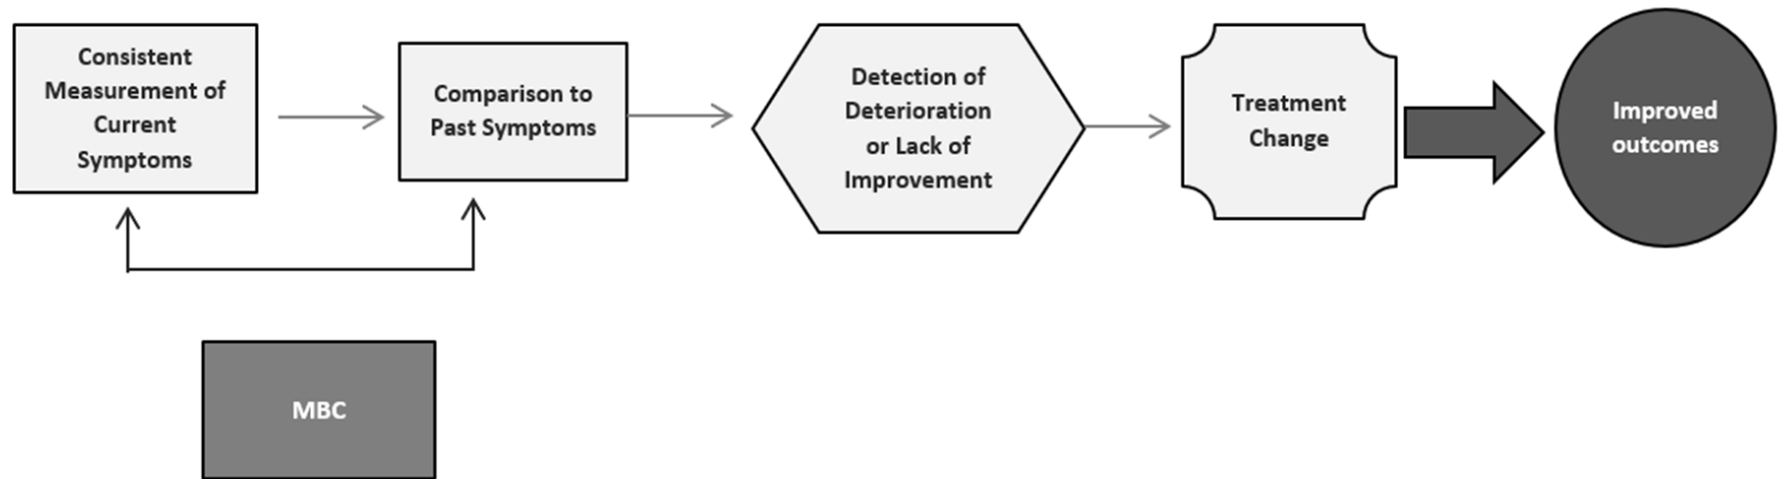 Consistent
Measurement of
Current
Symptoms
Comparison to
Past Symptoms
Detection of
Deterioration
or Lack of
Improvement
Treatment
Change
Improved
outcomes
MBC